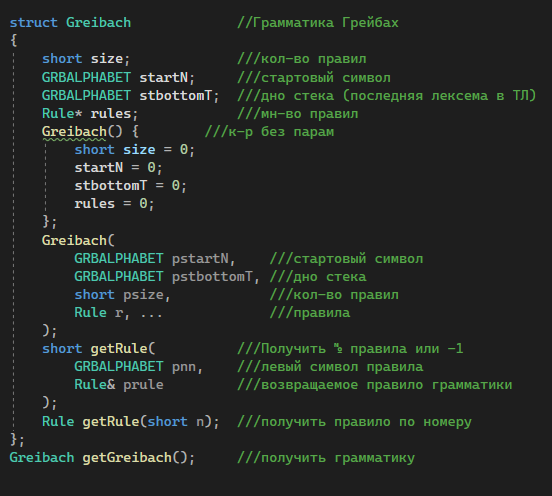 struct Greibach //Грамматика Грейбах
{
short size; ///кол-во правил
GRBALPHABET startN; ///стартовый символ
GRBALPHABET stbottomT; ///дно стека (последняя лексема в ТЛ)
Rule* rules; ///мн-во правил
Greibach() { ///к-р без парам
short size = 0;
startN = 0;
stbottomT = 0;
rules = 0;
};
Greibach(
GRBALPHABET pstartN, ///стартовый символ
GRBALPHABET pstbottomT, ///дно стека
short psize, ///кол-во правил
Rule r, ... ///правила
);
short getRule( ///Получить № правила или -1
GRBALPHABET pnn, ///левый символ правила
Rule& prule ///возвращаемое правило грамматики
);
Rule getRule(short n); ///получить правило по номеру
};
Greibach getGreibach(); ///получить грамматику